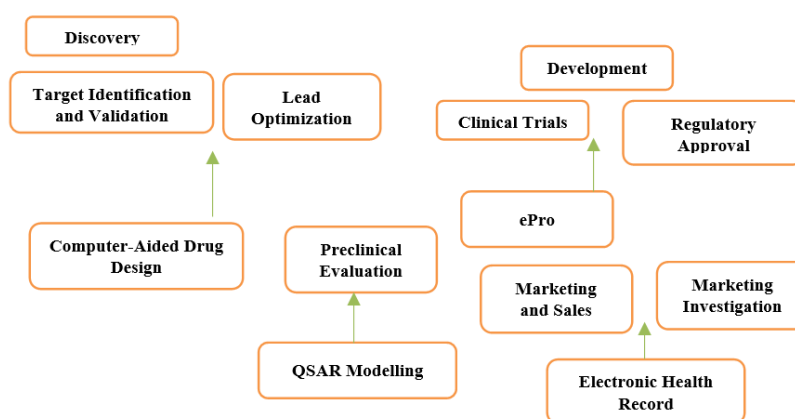 Discovery
Target Identification
and Validation
Lead
Optimization
Computer-Aided Drug
Design
Preclinical
Evaluation
QSAR Modelling
Development
Clinical Trials
Regulatory
Approval
ePro
Marketing
and Sales
Marketing
Investigation
Electronic Health
Record